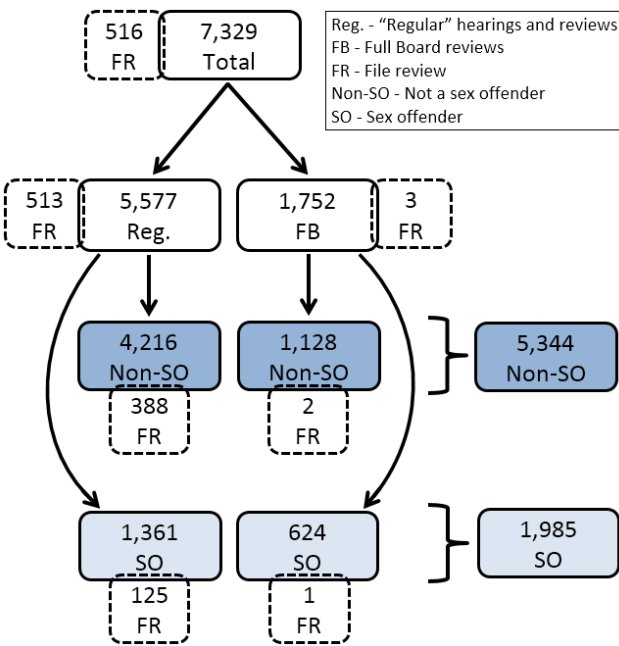 516
FR
7,329
Total
Reg. - “Regular” hearings and reviews
FB - Full Board reviews
FR - File review
Non-SO - Not a sex offender
SO - Sex offender
513
FR
5,577
Reg.
1,752
FB
3
FR
4,216
Non-SO
388
FR
1,128
Non-SO
2
FR
5,344
Non-SO
1,361
SO
125
FR
624
SO
1
FR
1,985
SO